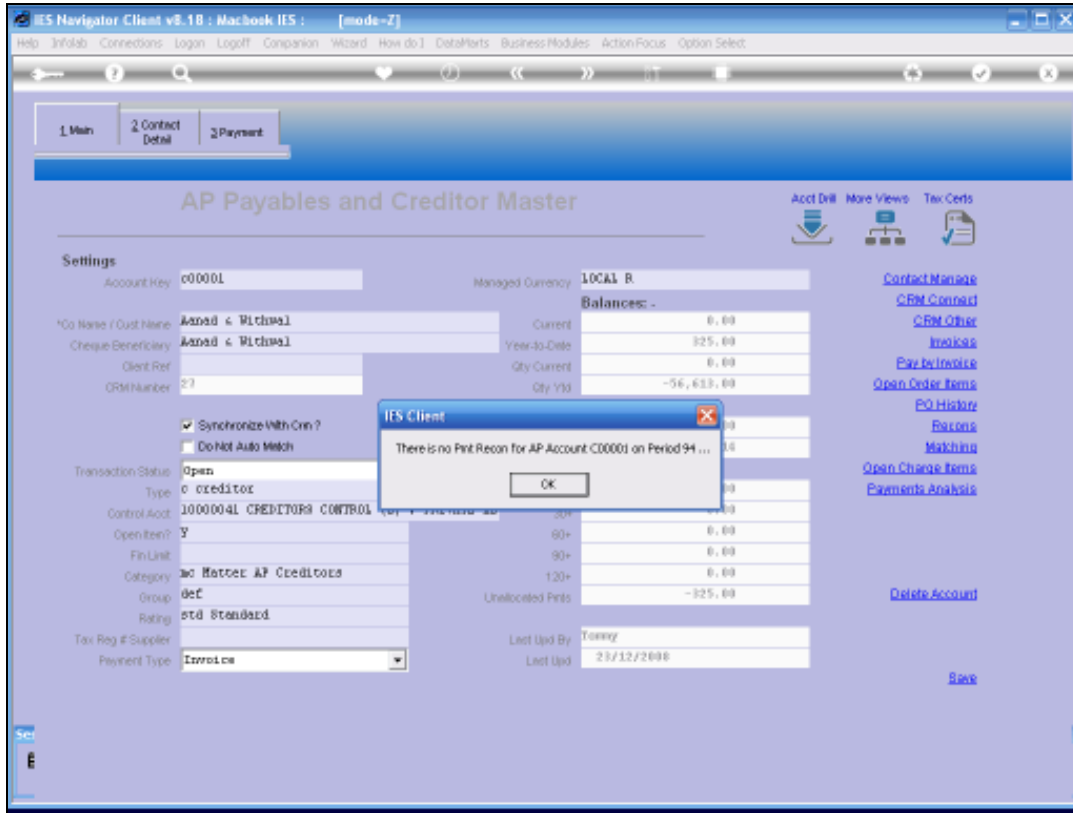 IES Navigator Client v8.18 : Macbook IES : [mode=Z]
Help Infolab Connections Logon Logoff Companion Wizard How do I DataMarts Business Modules Action Focus Option Select
1 Main
2 Contact Detail
3 Payment
AP Payables and Creditor Master
Acct Drill More Views Tax Certs
Settings
Account Key c00001 Managed Currency LOCAL R
Balances: -
*Co Name / Cust Name Aanad & Withwal Current 0.00
Cheque Beneficiary Aanad & Withwal Year-to-Date 325.00
Client Ref Qty Current 0.00
CRM Number 27 Qty Ytd -56,613.00
Synchronize With Crm ?
Do Not Auto Match
Transaction Status Open
Type c creditor
Control Acct 10000041 CREDITORS CONTROL
Open Item? Y 60+ 0.00
Fin Limit 90+ 0.00
Category mc Matter AP Creditors 120+ 0.00
Group def Unallocated Pmts -325.00
Rating std Standard
Tax Reg # Supplier Last Upd By Tommy
Payment Type Invoice Last Upd 23/12/2008
IES Client
There is no Pmt Recon for AP Account C00001 on Period 94 ...
OK
Contact Manage
CRM Connect
CRM Other
Invoices
Pay by Invoice
Open Order Items
PO History
Recons
Matching
Open Charge Items
Payments Analysis
Delete Account
Save